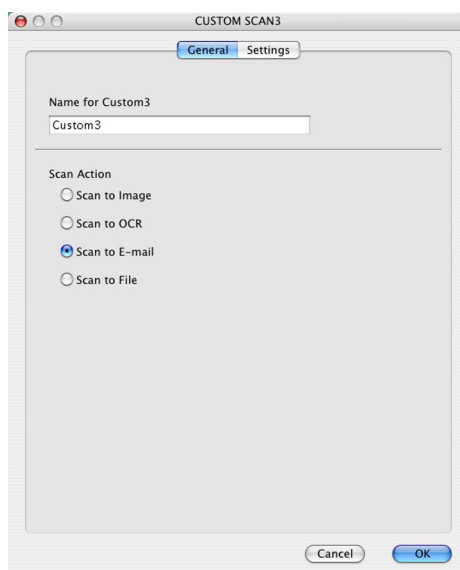 CUSTOM SCAN3
General Settings
Name for Custom3
Custom3
Scan Action
Scan to Image
Scan to OCR
Scan to E-mail
Scan to File
Cancel OK